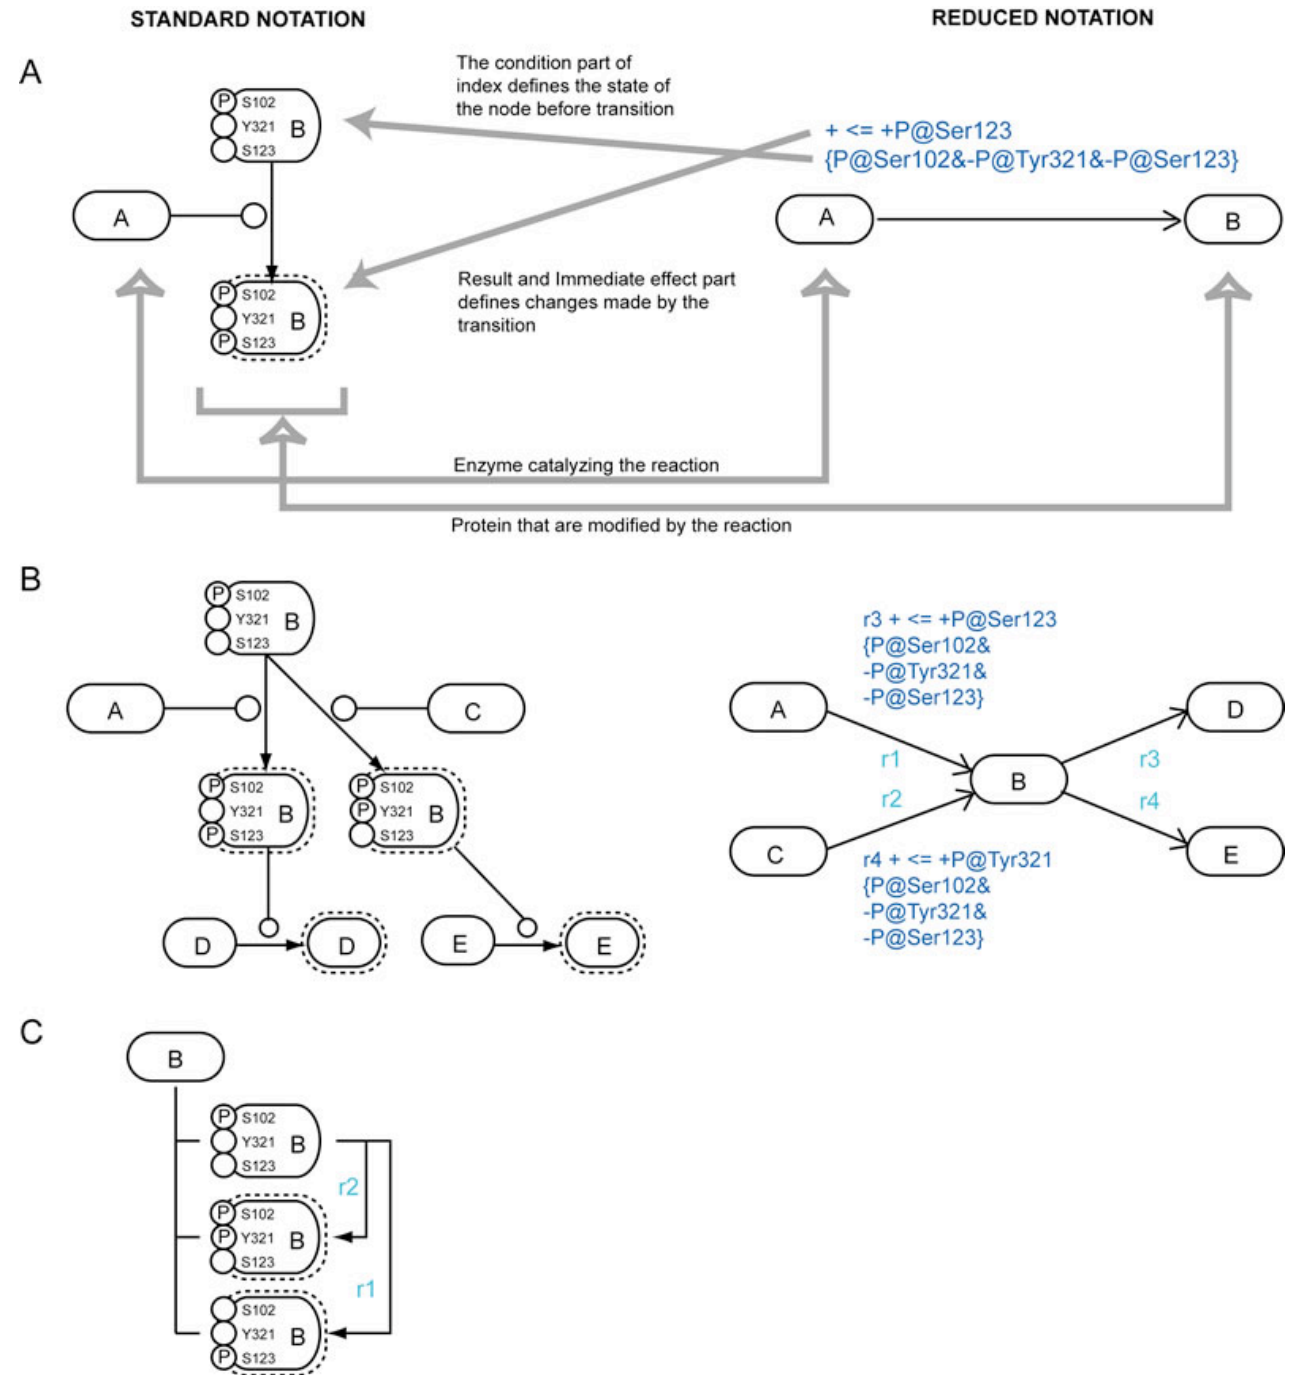 STANDARD NOTATION
REDUCED NOTATION
A
The condition part of
index defines the state of
the node before transition
P S102
Y321 B
S123
+ <= +P@Ser123
{P@Ser102&-P@Tyr321&-P@Ser123}
A
A
B
P S102
Y321 B
P S123
Result and Immediate effect part
defines changes made by the
transition
Enzyme catalyzing the reaction
Protein that are modified by the reaction
B
P S102
Y321 B
S123
r3 + <= +P@Ser123
{P@Ser102&
-P@Tyr321&
-P@Ser123}
A
C
A
D
r1
r3
B
r2
r4
P S102
Y321 B
P S123
P S102
P Y321 B
S123
C
E
r4 + <= +P@Tyr321
{P@Ser102&
-P@Tyr321&
-P@Ser123}
D
D
E
E
C
B
P S102
Y321 B
S123
r2
P S102
P Y321 B
S123
r1
S102
Y321 B
P S123